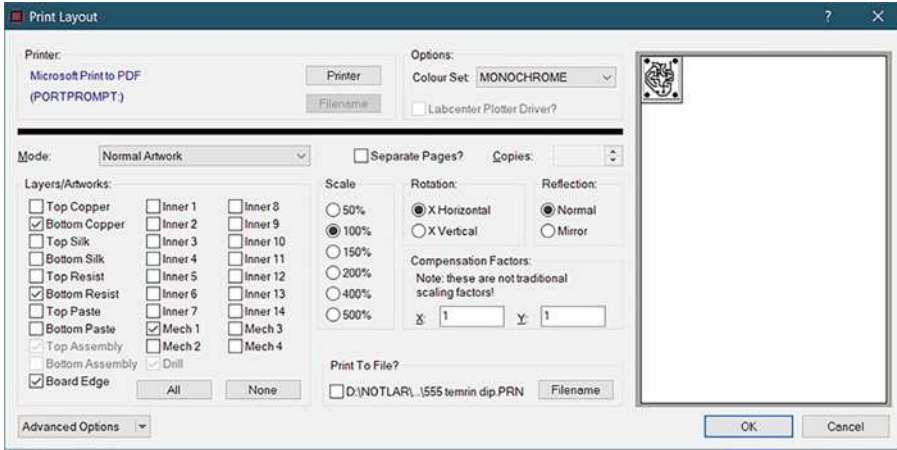 Print Layout
Printer:
Microsoft Print to PDF
(PORTPROMPT:)
Printer
Filename
Options:
Colour Set: MONOCHROME
Labcenter Plotter Driver?
Mode: Normal Artwork
Separate Pages? Copies:
Layers/Artworks:
Top Copper Inner 1 Inner 8
Bottom Copper Inner 2 Inner 9
Top Silk Inner 3 Inner 10
Bottom Silk Inner 4 Inner 11
Top Resist Inner 5 Inner 12
Bottom Resist Inner 6 Inner 13
Top Paste Inner 7 Inner 14
Bottom Paste Mech 1 Mech 3
Top Assembly Mech 2 Mech 4
Bottom Assembly Drill
Board Edge All None
Scale
50%
100%
150%
200%
400%
500%
Rotation:
X Horizontal
X Vertical
Reflection:
Normal
Mirror
Compensation Factors:
Note: these are not traditional
scaling factors!
X: 1 Y: 1
Print To File?
D:\NOTLAR\...\555 temrin dip.PRN Filename
Advanced Options
OK Cancel